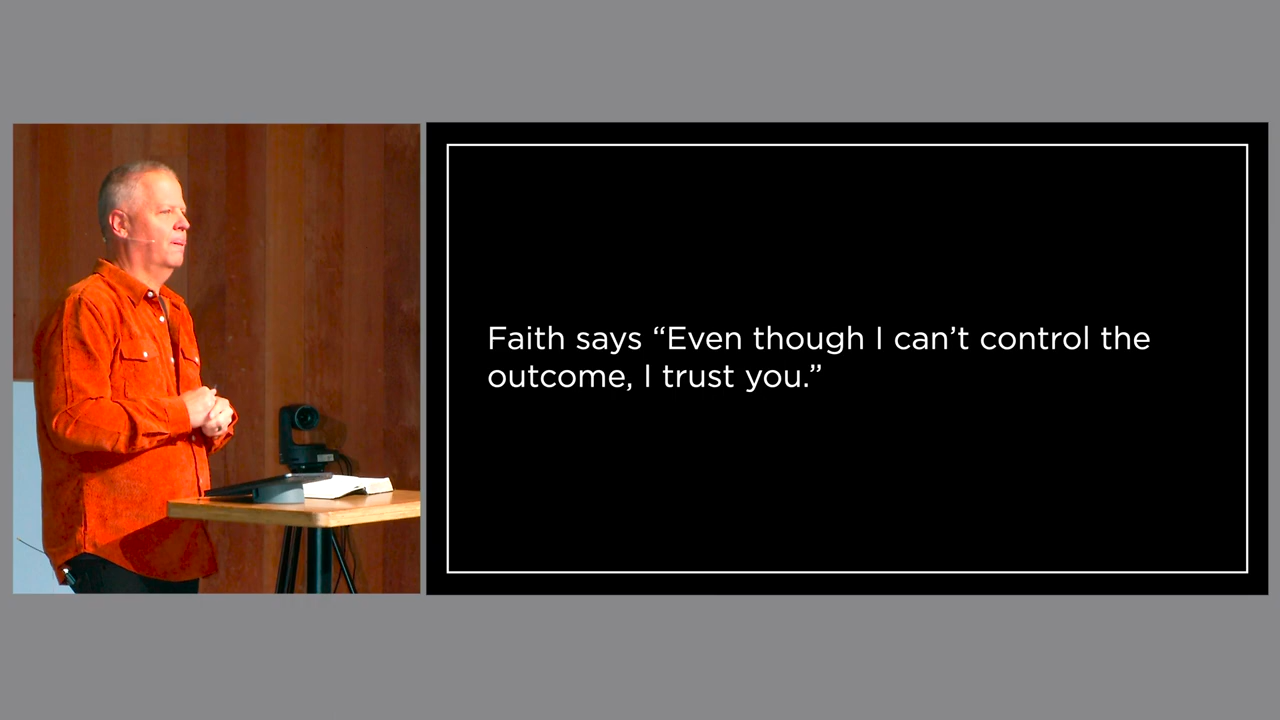 Faith says “Even though I can’t control the
outcome, I trust you.”